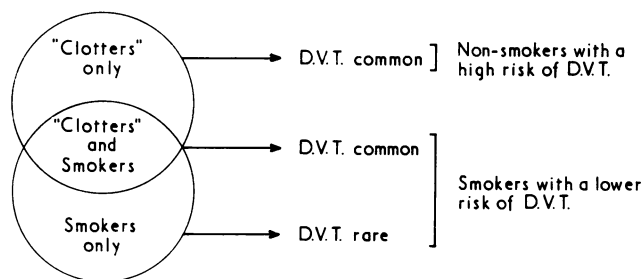 "Clotters"
only
D.V.T. common
Non-smokers with a
high risk of D.V.T.
"Clotters"
and
Smokers
D.V.T. common
Smokers with a lower
risk of D.V.T.
Smokers
only
D.V.T. rare